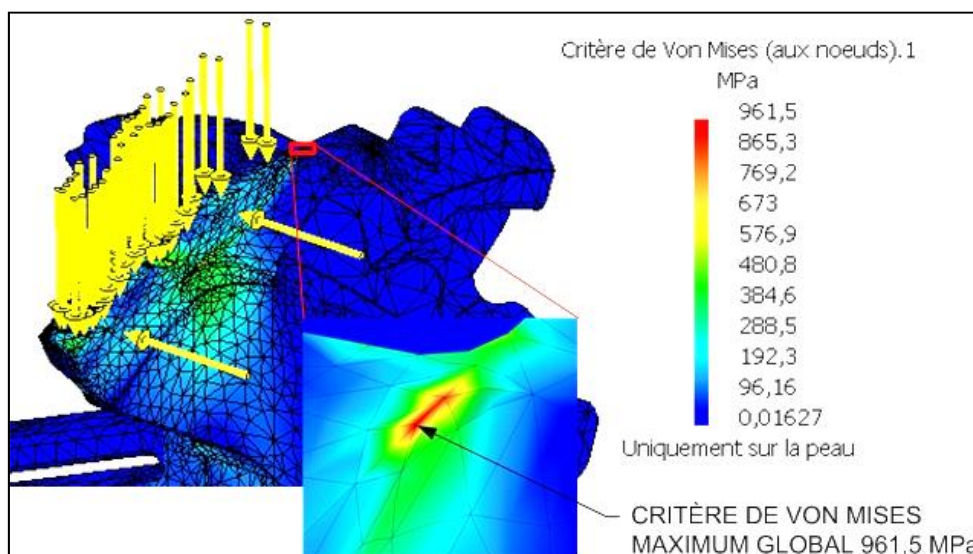 Critère de Von Mises (aux noeuds).1
MPa
961,5
865,3
769,2
673
576,9
480,8
384,6
288,5
192,3
96,16
0,01627
Uniquement sur la peau
CRITÈRE DE VON MISES
MAXIMUM GLOBAL 961.5 MPa